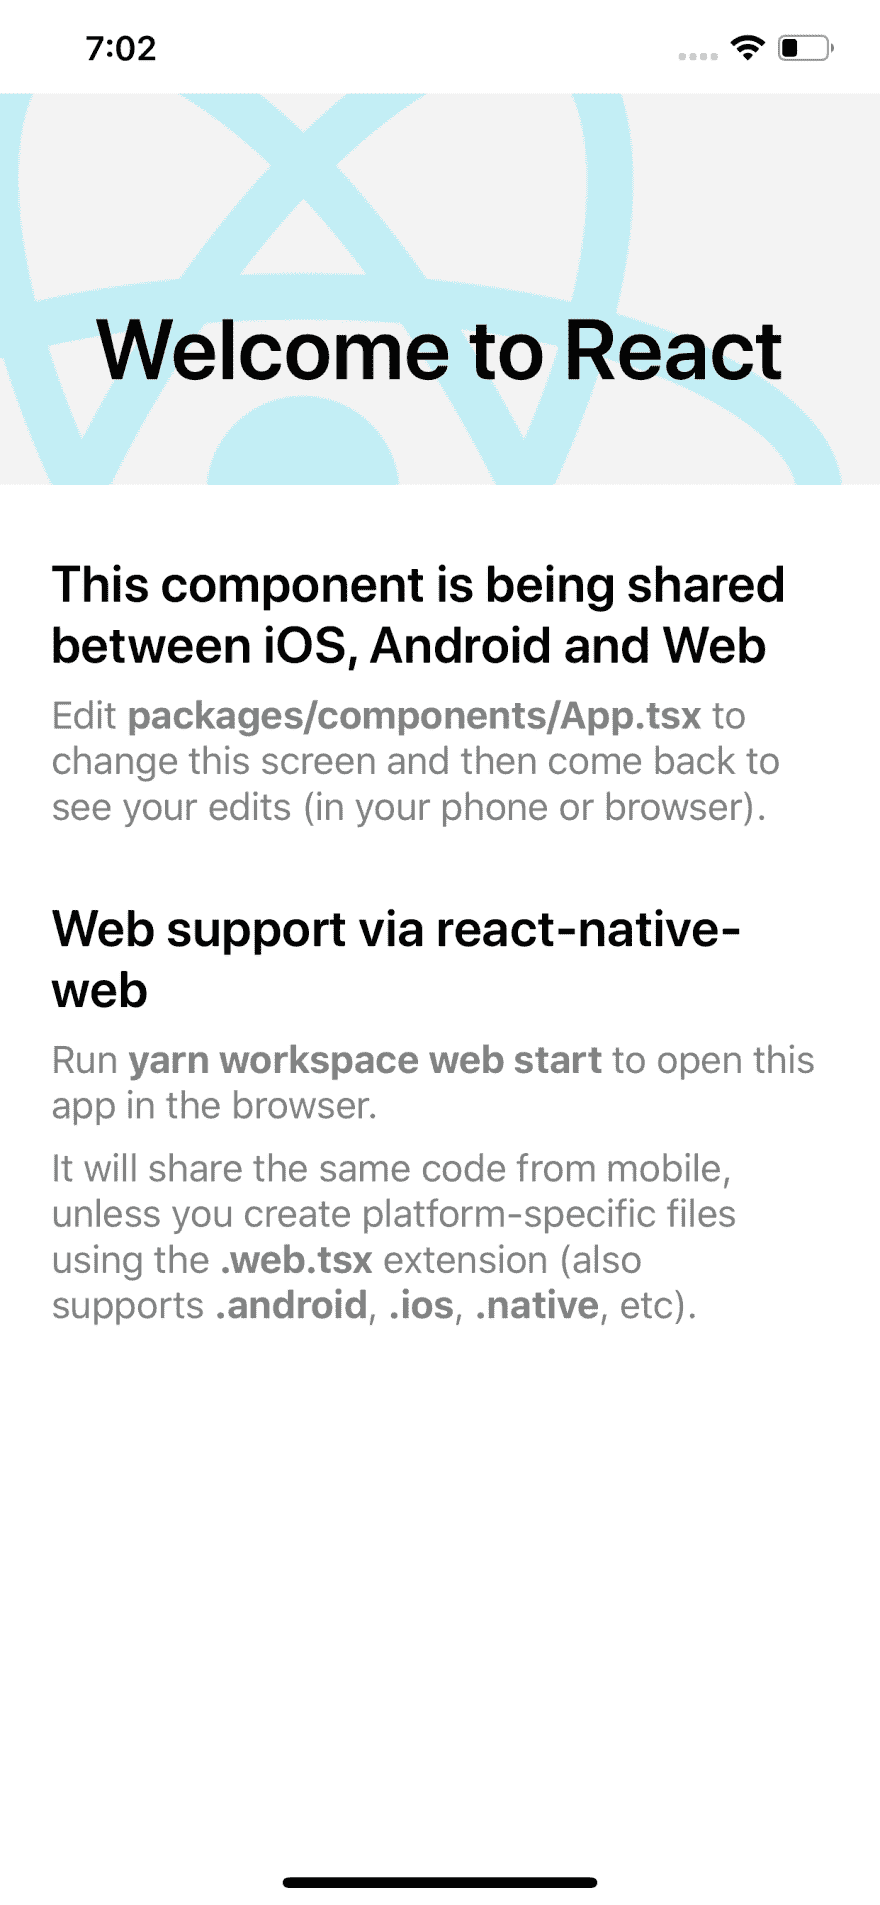 7:02
Welcome to React
This component is being shared
between iOS, Android and Web
Edit packages/components/App.tsx to
change this screen and then come back to
see your edits (in your phone or browser).
Web support via react-native-
web
Run yarn workspace web start to open this
app in the browser.
It will share the same code from mobile,
unless you create platform-specific files
using the .web.tsx extension (also
supports .android, .ios, .native, etc).